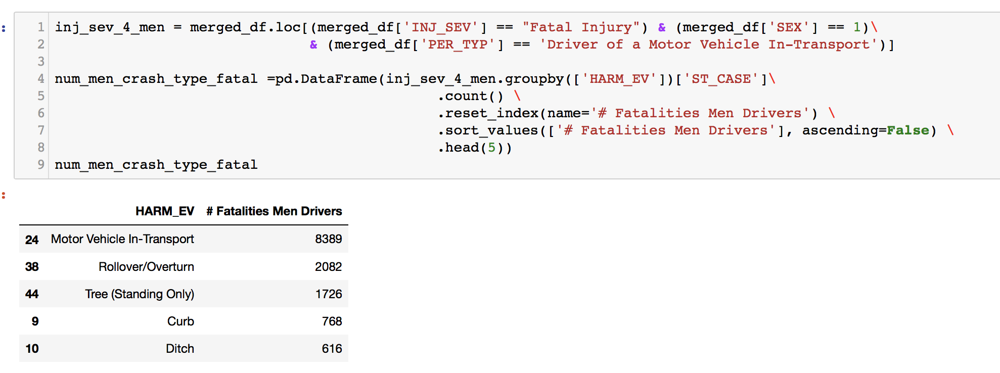 :
1 inj_sev_4_men = merged_df.loc[(merged_df['INJ_SEV'] == "Fatal Injury") & (merged_df['SEX'] == 1)\
2 & (merged_df['PER_TYP'] == 'Driver of a Motor Vehicle In-Transport')]
3
4 num_men_crash_type_fatal =pd.DataFrame(inj_sev_4_men.groupby(['HARM_EV'])['ST_CASE']\
5 .count() \
6 .reset_index(name='# Fatalities Men Drivers') \
7 .sort_values(['# Fatalities Men Drivers'], ascending=False) \
8 .head(5))
9 num_men_crash_type_fatal
:
HARM_EV # Fatalities Men Drivers
24 Motor Vehicle In-Transport 8389
38 Rollover/Overturn 2082
44 Tree (Standing Only) 1726
9 Curb 768
10 Ditch 616